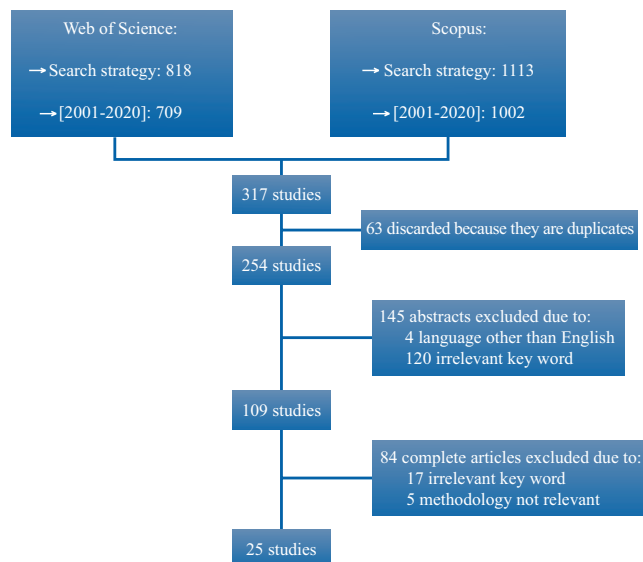 Web of Science:
→ Search strategy: 818
→ [2001-2020]: 709
Scopus:
→ Search strategy: 1113
→ [2001-2020]: 1002
317 studies
63 discarded because they are duplicates
254 studies
145 abstracts excluded due to:
4 language other than English
120 irrelevant key word
109 studies
84 complete articles excluded due to:
17 irrelevant key word
5 methodology not relevant
25 studies